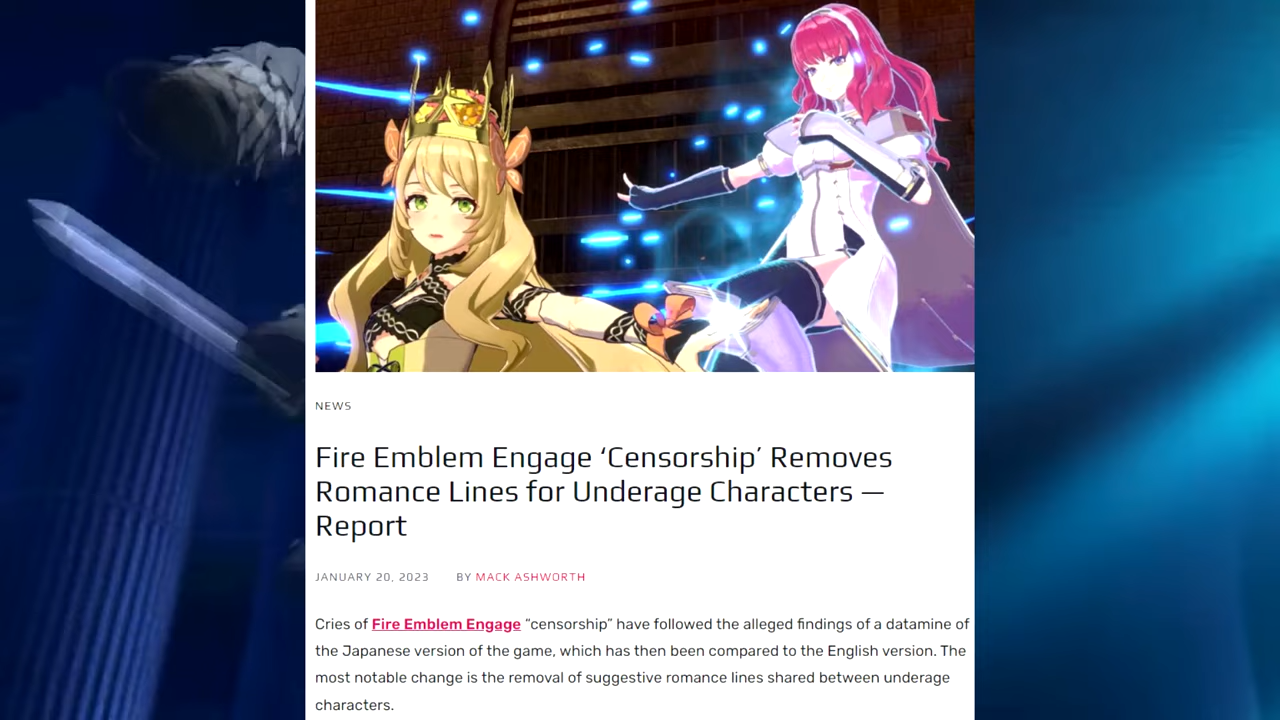 NEWS
Fire Emblem Engage ‘Censorship’ Removes
Romance Lines for Underage Characters —
Report
JANUARY 20, 2023 BY MACK ASHWORTH
Cries of Fire Emblem Engage “censorship” have followed the alleged findings of a datamine of
the Japanese version of the game, which has then been compared to the English version. The
most notable change is the removal of suggestive romance lines shared between underage
characters.